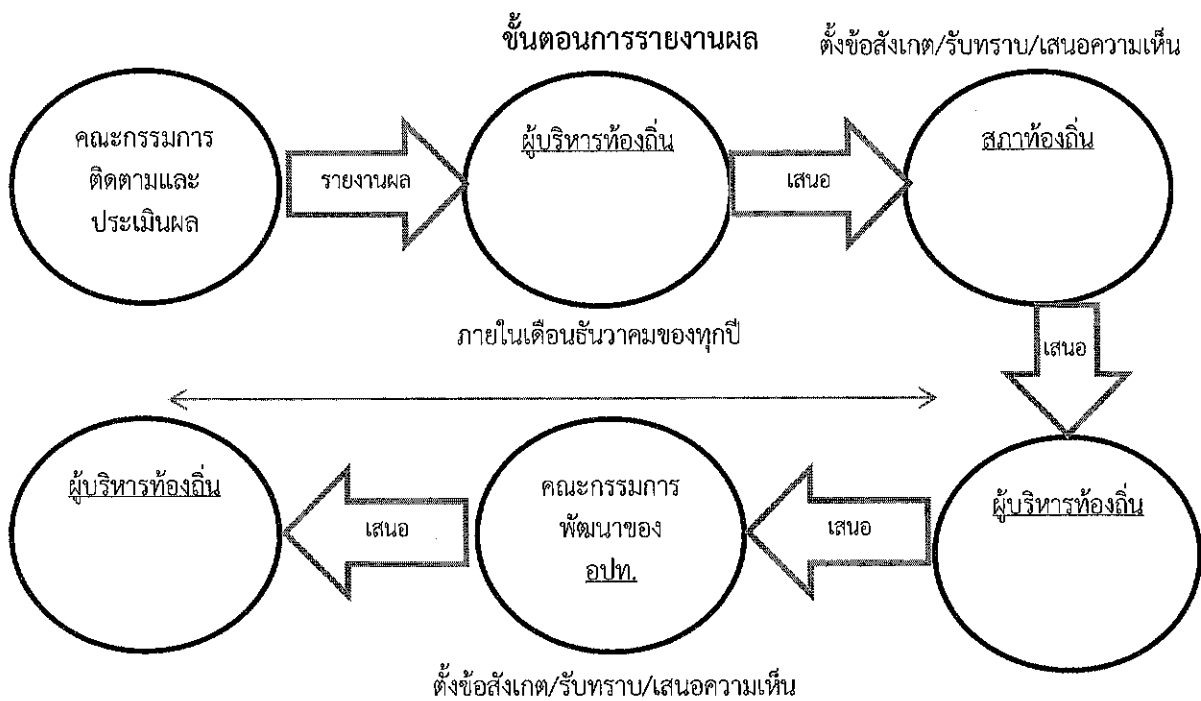 ขั้นตอนการรายงานผล
ตั้งข้อสังเกต/รับทราบ/เสนอความเห็น
คณะกรรมการ
ติดตามและ
ประเมินผล
รายงานผล
ผู้บริหารท้องถิ่น
เสนอ
สภาท้องถิ่น
ภายในเดือนธันวาคมของทุกปี
เสนอ
ผู้บริหารท้องถิ่น
เสนอ
คณะกรรมการ
พัฒนาของ
อปท.
เสนอ
ผู้บริหารท้องถิ่น
ตั้งข้อสังเกต/รับทราบ/เสนอความเห็น